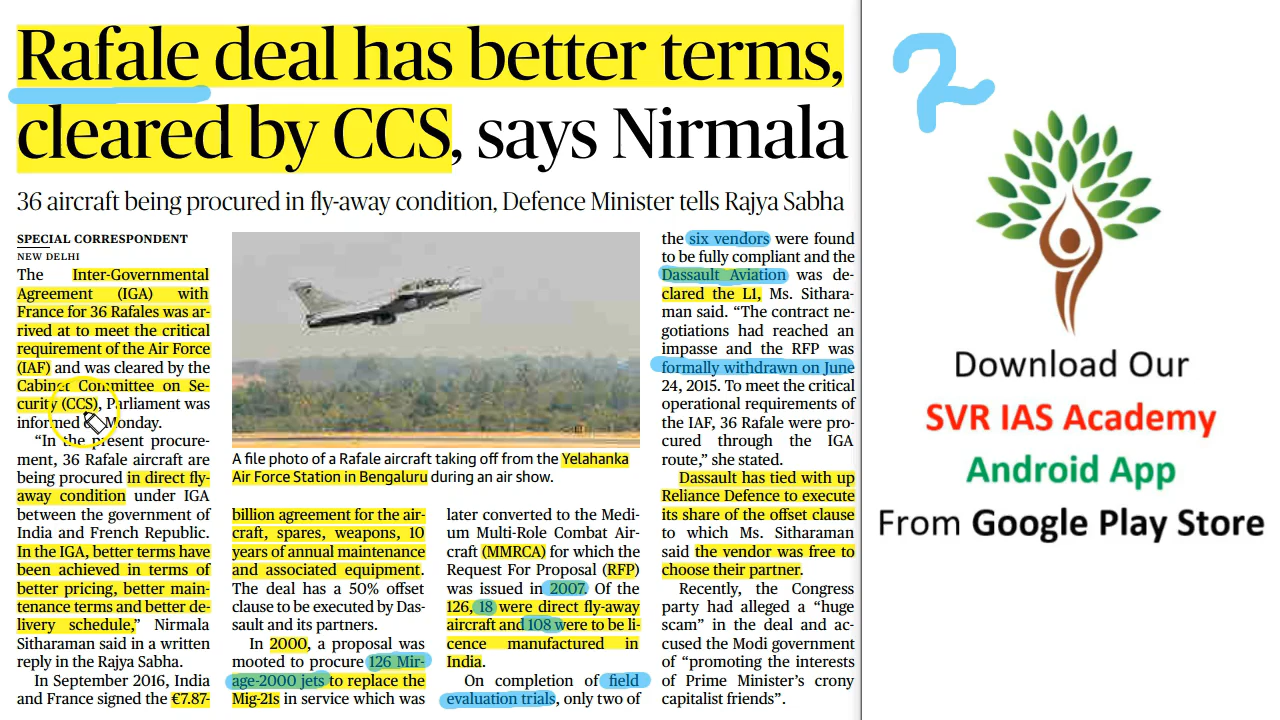 Rafale deal has better terms,
cleared by CCS, says Nirmala
36 aircraft being procured in fly-away condition, Defence Minister tells Rajya Sabha
SPECIAL CORRESPONDENT
NEW DELHI
The Inter-Governmental
Agreement (IGA) with
France for 36 Rafales was ar-
rived at to meet the critical
requirement of the Air Force
(IAF) and was cleared by the
Cabinet Committee on Se-
curity (CCS), Parliament was
informed Monday.
“In the present procure-
ment, 36 Rafale aircraft are
being procured in direct fly-
away condition under IGA
between the government of
India and French Republic.
In the IGA, better terms have
been achieved in terms of
better pricing, better main-
tenance terms and better de-
livery schedule,” Nirmala
Sitharaman said in a written
reply in the Rajya Sabha.
In September 2016, India
and France signed the €7.87-
A file photo of a Rafale aircraft taking off from the Yelahanka
Air Force Station in Bengaluru during an air show.
billion agreement for the air-
craft, spares, weapons, 10
years of annual maintenance
and associated equipment.
The deal has a 50% offset
clause to be executed by Das-
sault and its partners.
In 2000, a proposal was
mooted to procure 126 Mir-
age-2000 jets to replace the
Mig-21s in service which was
later converted to the Medi-
um Multi-Role Combat Air-
craft (MMRCA) for which the
Request For Proposal (RFP)
was issued in 2007. Of the
126, 18 were direct fly-away
aircraft and 108 were to be li-
cence manufactured in
India.
On completion of field
evaluation trials, only two of
the six vendors were found
to be fully compliant and the
Dassault Aviation was de-
clared the L1, Ms. Sithara-
man said. “The contract ne-
gotiations had reached an
impasse and the RFP was
formally withdrawn on June
24, 2015. To meet the critical
operational requirements of
the IAF, 36 Rafale were pro-
cured through the IGA
route,” she stated.
Dassault has tied with up
Reliance Defence to execute
its share of the offset clause
to which Ms. Sitharaman
said the vendor was free to
choose their partner.
Recently, the Congress
party had alleged a “huge
scam” in the deal and ac-
cused the Modi government
of “promoting the interests
of Prime Minister’s crony
capitalist friends”.
Download Our
SVR IAS Academy
Android App
From Google Play Store